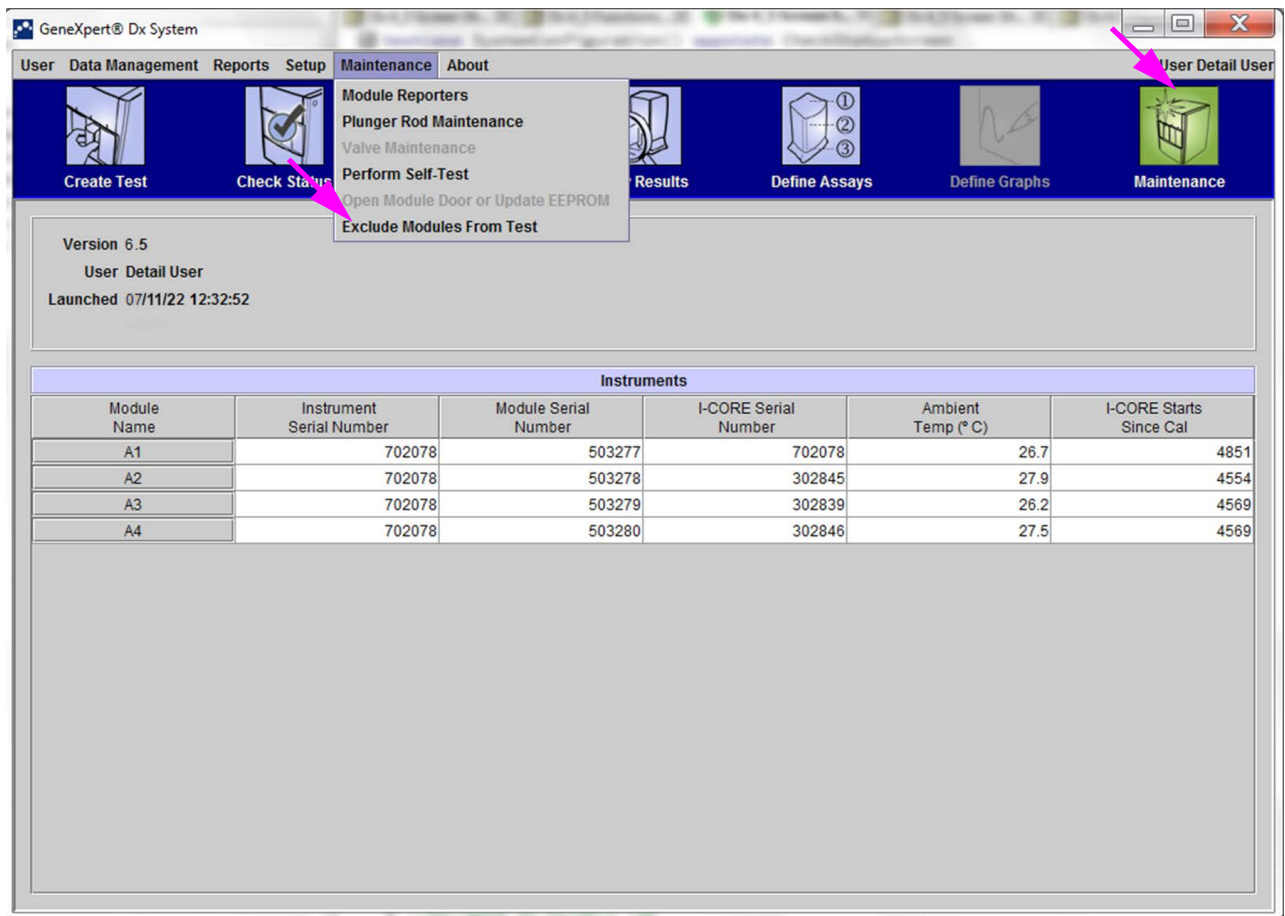 GeneXpert® Dx System
User Data Management Reports Setup Maintenance About User Detail User
Module Reporters
Plunger Rod Maintenance
Valve Maintenance
Perform Self-Test
Open Module Door or Update EEPROM
Exclude Modules From Test
Create Test Check Status Results Define Assays Define Graphs Maintenance
Version 6.5
User Detail User
Launched 07/11/22 12:32:52
Instruments
Module Instrument Module Serial I-CORE Serial Ambient I-CORE Starts
Name Serial Number Number Number Temp (° C) Since Cal
A1 702078 503277 702078 26.7 4851
A2 702078 503278 302845 27.9 4554
A3 702078 503279 302839 26.2 4569
A4 702078 503280 302846 27.5 4569